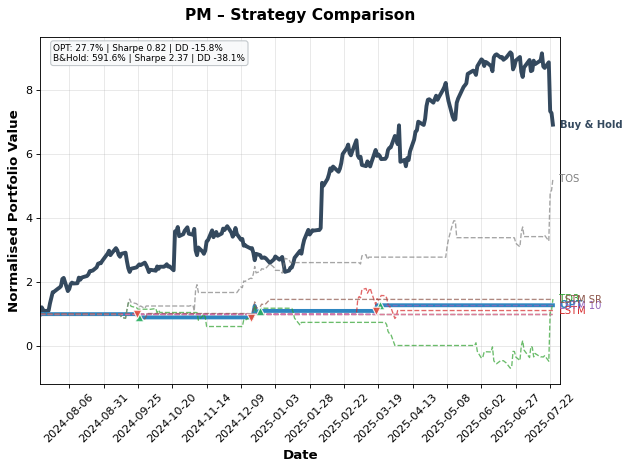 PM – Strategy Comparison
OPT: 27.7% | Sharpe 0.82 | DD -15.8%
B&Hold: 591.6% | Sharpe 2.37 | DD -38.1%
Normalised Portfolio Value
8
6
4
2
0
Buy & Hold
TOS
LSTM SR
OPT
10
LSTM
2024-08-06
2024-08-31
2024-09-25
2024-10-20
2024-11-14
2024-12-09
2025-01-03
2025-01-28
2025-02-22
2025-03-19
2025-04-13
2025-05-08
2025-06-02
2025-06-27
2025-07-22
Date